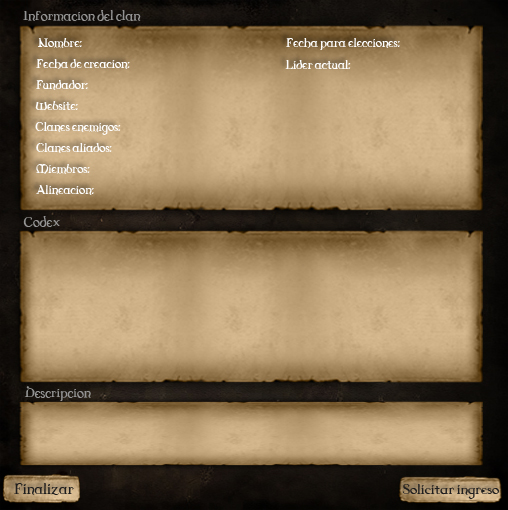 Informacion del clan
Nombre:
Fecha de creacion:
Fundador:
Website:
Clanes enemigos:
Clanes aliados:
Miembros:
Alineacion:
Fecha para elecciones:
Lider actual:
Codex
Descripcion
Finalizar
Solicitar ingreso